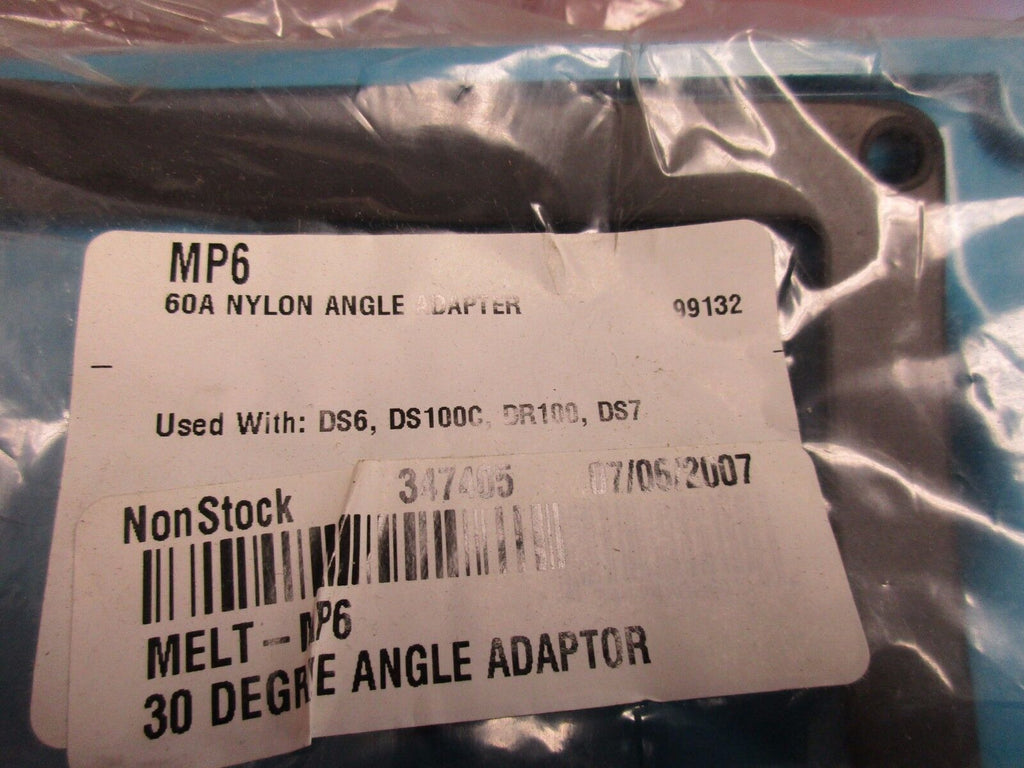 MP6
60A NYLON ANGLE ADAPTER 99132
Used With: DS6, DS100C, DR100, DS7
NonStock 347405 07/06/2007
MELT - MP6
30 DEGREE ANGLE ADAPTOR